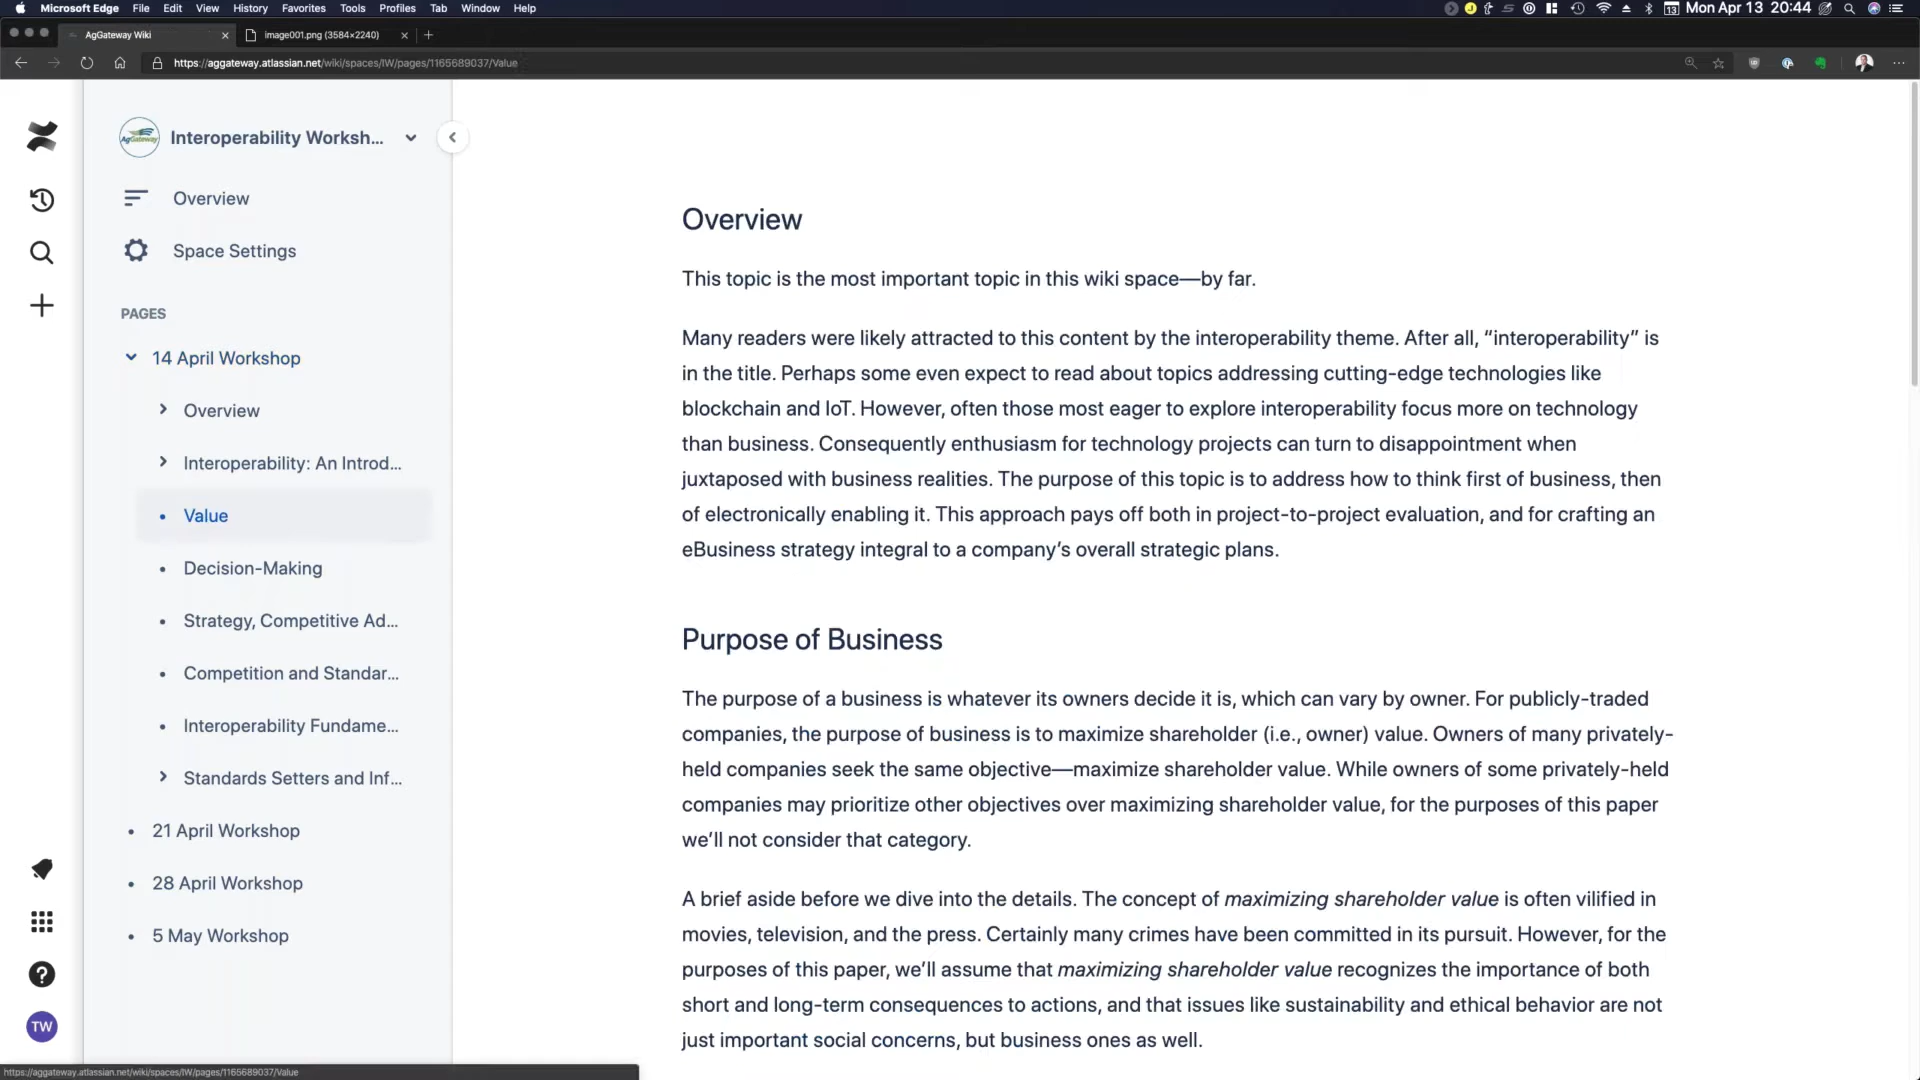 Microsoft Edge File Edit View History Favorites Tools Profiles Tab Window Help
13 Mon Apr 13 20:44
AgGateway Wiki
image001.png (3584×2240)
https://aggateway.atlassian.net/wiki/spaces/IW/pages/1165689037/Value
AgGateway
Interoperability Worksh...
Overview
Space Settings
PAGES
14 April Workshop
Overview
Interoperability: An Introd...
Value
Decision-Making
Strategy, Competitive Ad...
Competition and Standar...
Interoperability Fundame...
Standards Setters and Inf...
21 April Workshop
28 April Workshop
5 May Workshop
TW
Overview
This topic is the most important topic in this wiki space—by far.
Many readers were likely attracted to this content by the interoperability theme. After all, “interoperability” is
in the title. Perhaps some even expect to read about topics addressing cutting-edge technologies like
blockchain and IoT. However, often those most eager to explore interoperability focus more on technology
than business. Consequently enthusiasm for technology projects can turn to disappointment when
juxtaposed with business realities. The purpose of this topic is to address how to think first of business, then
of electronically enabling it. This approach pays off both in project-to-project evaluation, and for crafting an
eBusiness strategy integral to a company’s overall strategic plans.
Purpose of Business
The purpose of a business is whatever its owners decide it is, which can vary by owner. For publicly-traded
companies, the purpose of business is to maximize shareholder (i.e., owner) value. Owners of many privately-
held companies seek the same objective—maximize shareholder value. While owners of some privately-held
companies may prioritize other objectives over maximizing shareholder value, for the purposes of this paper
we’ll not consider that category.
A brief aside before we dive into the details. The concept of maximizing shareholder value is often vilified in
movies, television, and the press. Certainly many crimes have been committed in its pursuit. However, for the
purposes of this paper, we’ll assume that maximizing shareholder value recognizes the importance of both
short and long-term consequences to actions, and that issues like sustainability and ethical behavior are not
just important social concerns, but business ones as well.
https://aggateway.atlassian.net/wiki/spaces/IW/pages/1165689037/Value